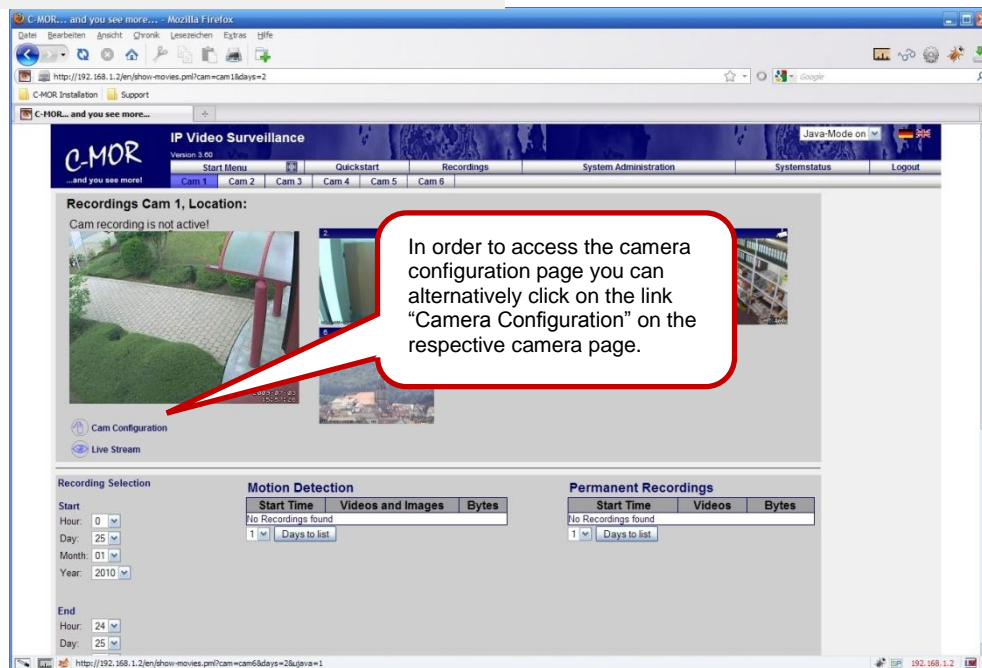 C-MOR... and you see more... - Mozilla Firefox
Datei Bearbeiten Ansicht Chronik Lesezeichen Extras Hilfe
http://192.168.1.2/en/show-movies.pml?cam=cam1&days=2
Google
C-MOR Installation Support
C-MOR... and you see more...
IP Video Surveillance
Java-Mode on
C-MOR
Version 3.60
...and you see more!
Start Menu Quickstart Recordings System Administration Systemstatus Logout
Cam 1 Cam 2 Cam 3 Cam 4 Cam 5 Cam 6
Recordings Cam 1, Location:
Cam recording is not active!
2.
6.
In order to access the camera
configuration page you can
alternatively click on the link
“Camera Configuration” on the
respective camera page.
Cam Configuration
Live Stream
Recording Selection
Start
Hour: 0
Day: 25
Month: 01
Year: 2010
End
Hour: 24
Day: 25
Motion Detection
Start Time Videos and Images Bytes
No Recordings found
1 Days to list
Permanent Recordings
Start Time Videos Bytes
No Recordings found
1 Days to list
http://192.168.1.2/en/show-movies.pml?cam=cam6&days=2&ujava=1
192.168.1.2